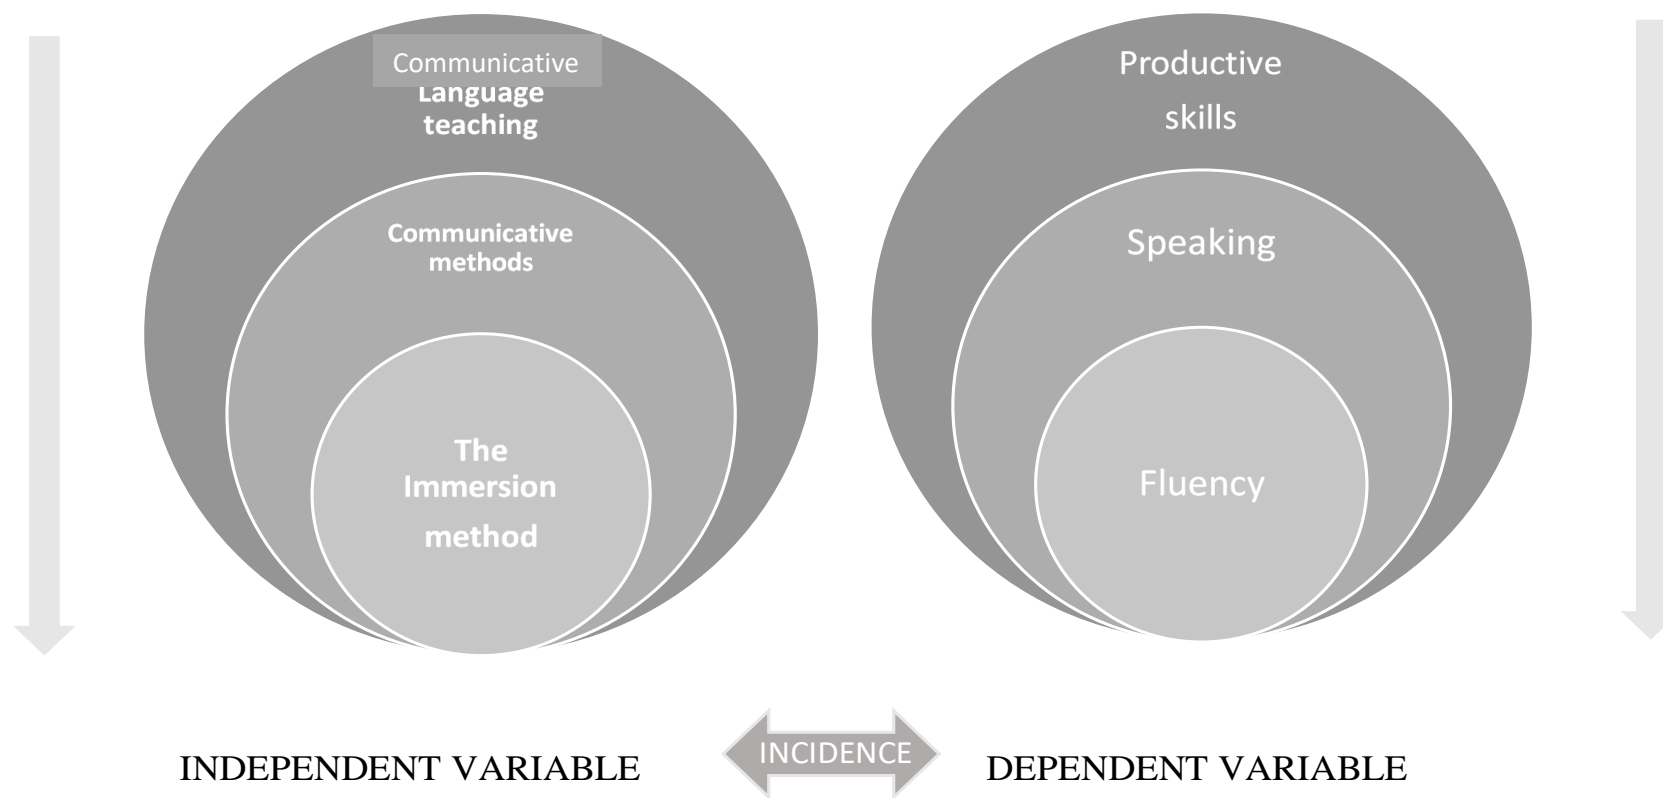 Communicative
Language
teaching
Communicative
methods
The
Immersion
method
Productive
skills
Speaking
Fluency
INCIDENCE
INDEPENDENT VARIABLE
DEPENDENT VARIABLE